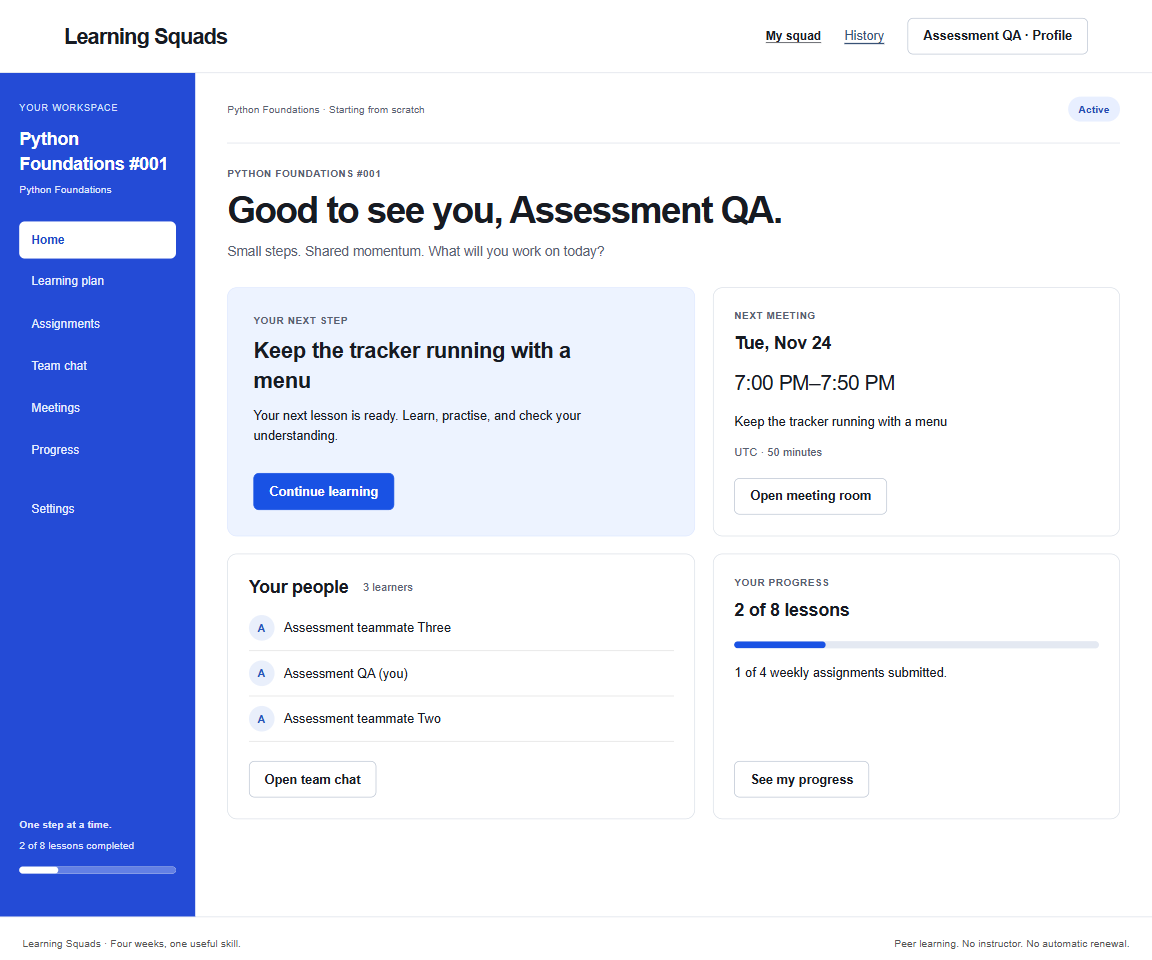 Learning Squads
My squad
History
Assessment QA · Profile
YOUR WORKSPACE
Python
Foundations #001
Python Foundations
Home
Learning plan
Assignments
Team chat
Meetings
Progress
Settings
One step at a time.
2 of 8 lessons completed
Python Foundations · Starting from scratch
Active
PYTHON FOUNDATIONS #001
Good to see you, Assessment QA.
Small steps. Shared momentum. What will you work on today?
YOUR NEXT STEP
Keep the tracker running with a
menu
Your next lesson is ready. Learn, practise, and check your
understanding.
Continue learning
NEXT MEETING
Tue, Nov 24
7:00 PM–7:50 PM
Keep the tracker running with a menu
UTC · 50 minutes
Open meeting room
Your people
3 learners
A
Assessment teammate Three
A
Assessment QA (you)
A
Assessment teammate Two
Open team chat
YOUR PROGRESS
2 of 8 lessons
1 of 4 weekly assignments submitted.
See my progress
Learning Squads · Four weeks, one useful skill.
Peer learning. No instructor. No automatic renewal.